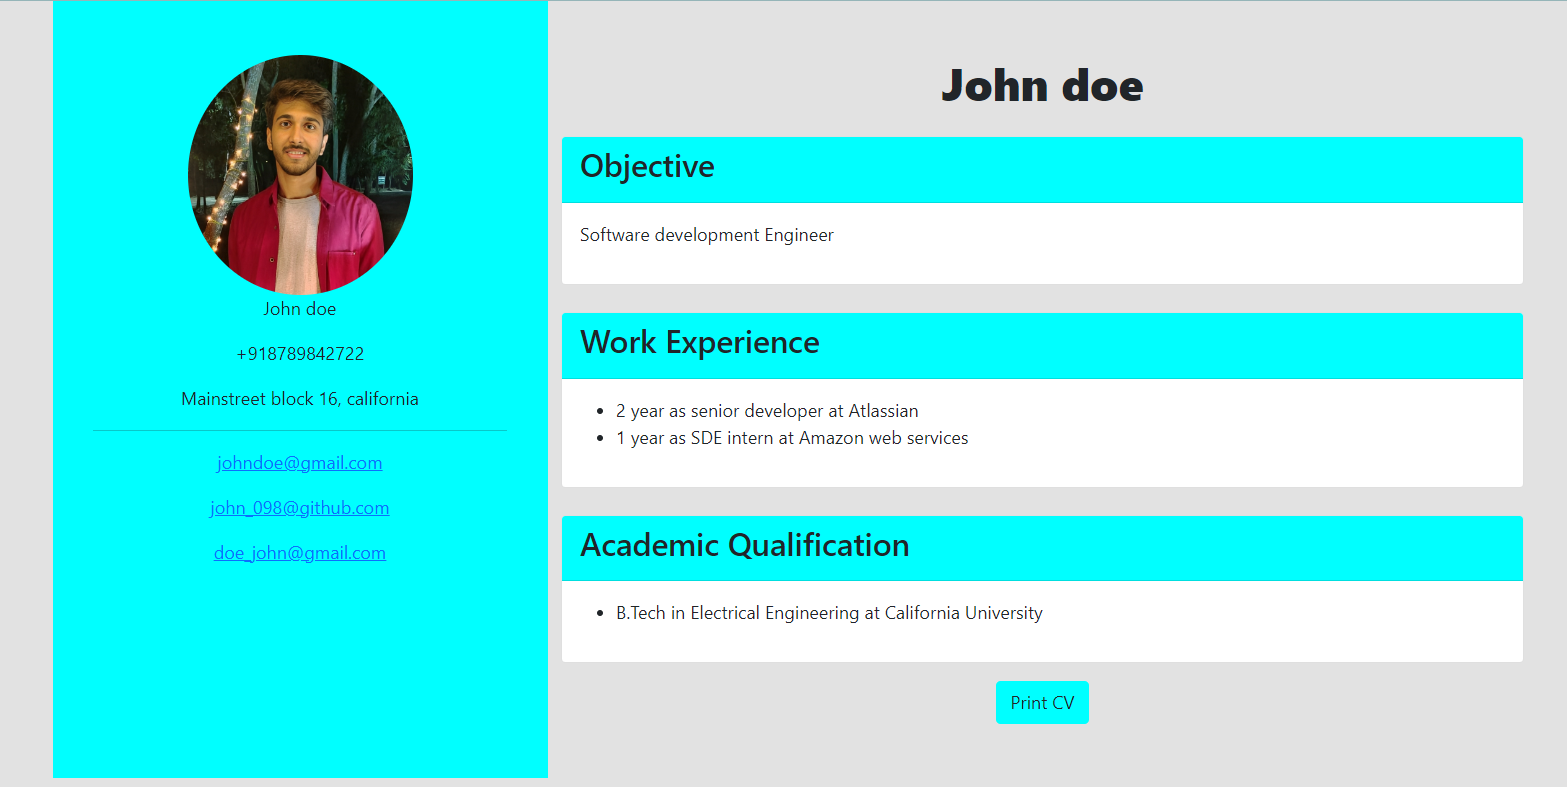 John doe
+918789842722
Mainstreet block 16, california
johndoe@gmail.com
john_098@github.com
doe_john@gmail.com
John doe
Objective
Software development Engineer
Work Experience
2 year as senior developer at Atlassian
1 year as SDE intern at Amazon web services
Academic Qualification
B.Tech in Electrical Engineering at California University
Print CV